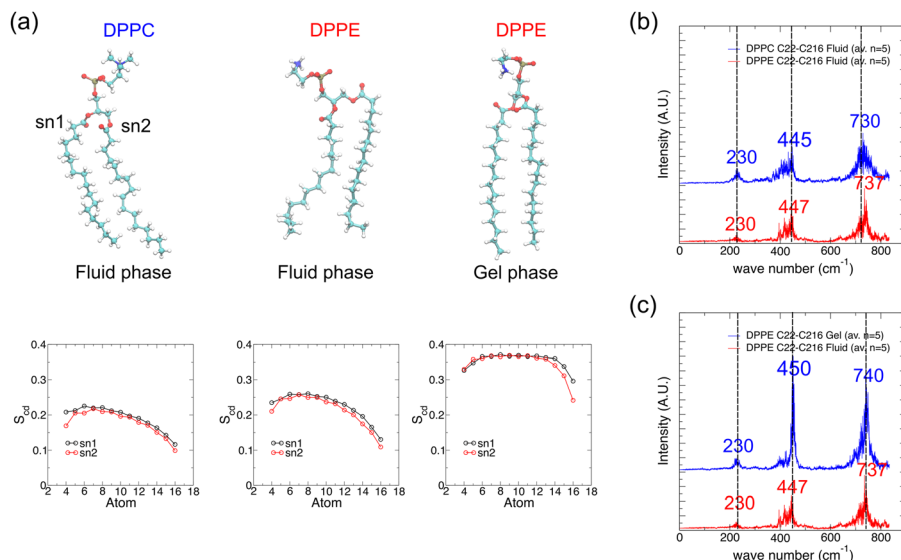 (a)
DPPC
DPPE
DPPE
sn1
sn2
Fluid phase
Fluid phase
Gel phase
0.4
0.3
0.2
0.1
0
S_cd
sn1
sn2
2 4 6 8 10 12 14 16 18
Atom
0.4
0.3
0.2
0.1
S_cd
sn1
sn2
2 4 6 8 10 12 14 16 18
Atom
0.4
0.3
0.2
0.1
S_cd
sn1
sn2
2 4 6 8 10 12 14 16 18
Atom
(b)
DPPC C22-C216 Fluid (av. n=5)
DPPE C22-C216 Fluid (av. n=5)
Intensity (A.U.)
230
445
730
230
447
737
0 200 400 600 800
wave number (cm⁻¹)
(c)
DPPE C22-C216 Gel (av. n=5)
DPPE C22-C216 Fluid (av. n=5)
Intensity (A.U.)
230
450
740
230
447
737
0 200 400 600 800
wave number (cm⁻¹)